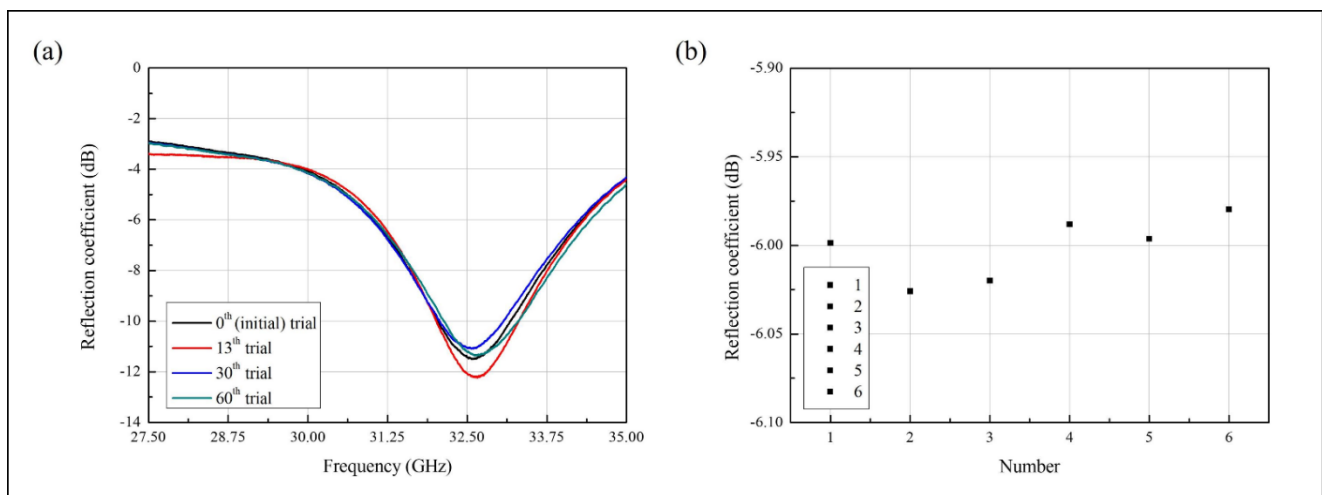 (a)
Reflection coefficient (dB)
0
-2
-4
-6
-8
-10
-12
-14
0th (initial) trial
13th trial
30th trial
60th trial
27.50 28.75 30.00 31.25 32.50 33.75 35.00
Frequency (GHz)
(b)
Reflection coefficient (dB)
-5.90
-5.95
-6.00
-6.05
-6.10
1
2
3
4
5
6
1 2 3 4 5 6
Number